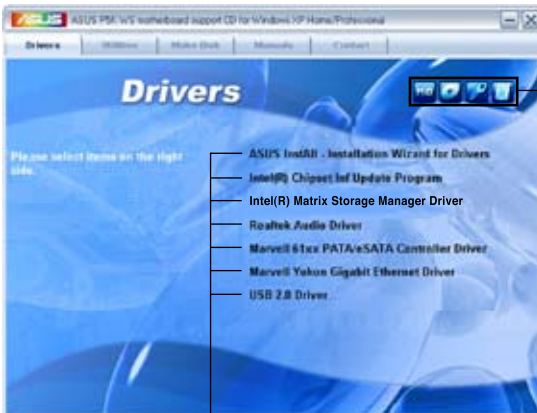 ASUS
ASUS P5K WS motherboard support CD for Windows XP Home/Professional
Drivers
Utilities
Make Disk
Manuals
Contact
Drivers
Please select items on the right
side.
ASUS InstAll - Installation Wizard for Drivers
Intel(R) Chipset Inf Update Program
Intel(R) Matrix Storage Manager Driver
Realtek Audio Driver
Marvell 61xx PATA/eSATA Controller Driver
Marvell Yukon Gigabit Ethernet Driver
USB 2.0 Driver